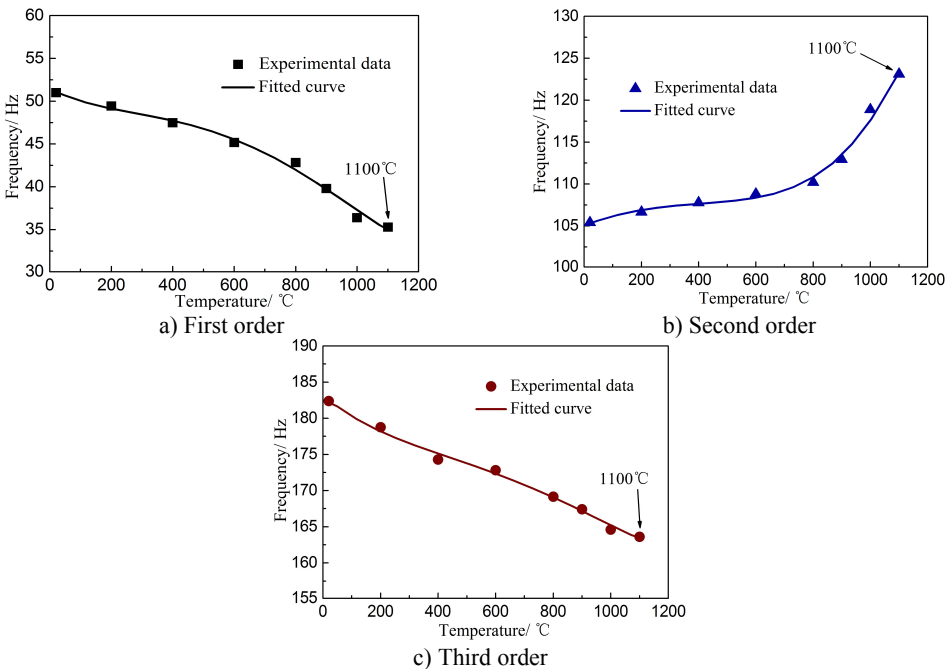 60
55
50
45
40
35
30
0 200 400 600 800 1000 1200
Frequency/ Hz
Temperature/ ℃
Experimental data
Fitted curve
1100℃
a) First order
130
125
120
115
110
105
100
0 200 400 600 800 1000 1200
Frequency/ Hz
Temperature/ ℃
Experimental data
Fitted curve
1100℃
b) Second order
190
185
180
175
170
165
160
155
0 200 400 600 800 1000 1200
Frequency/ Hz
Temperature/ ℃
Experimental data
Fitted curve
1100℃
c) Third order